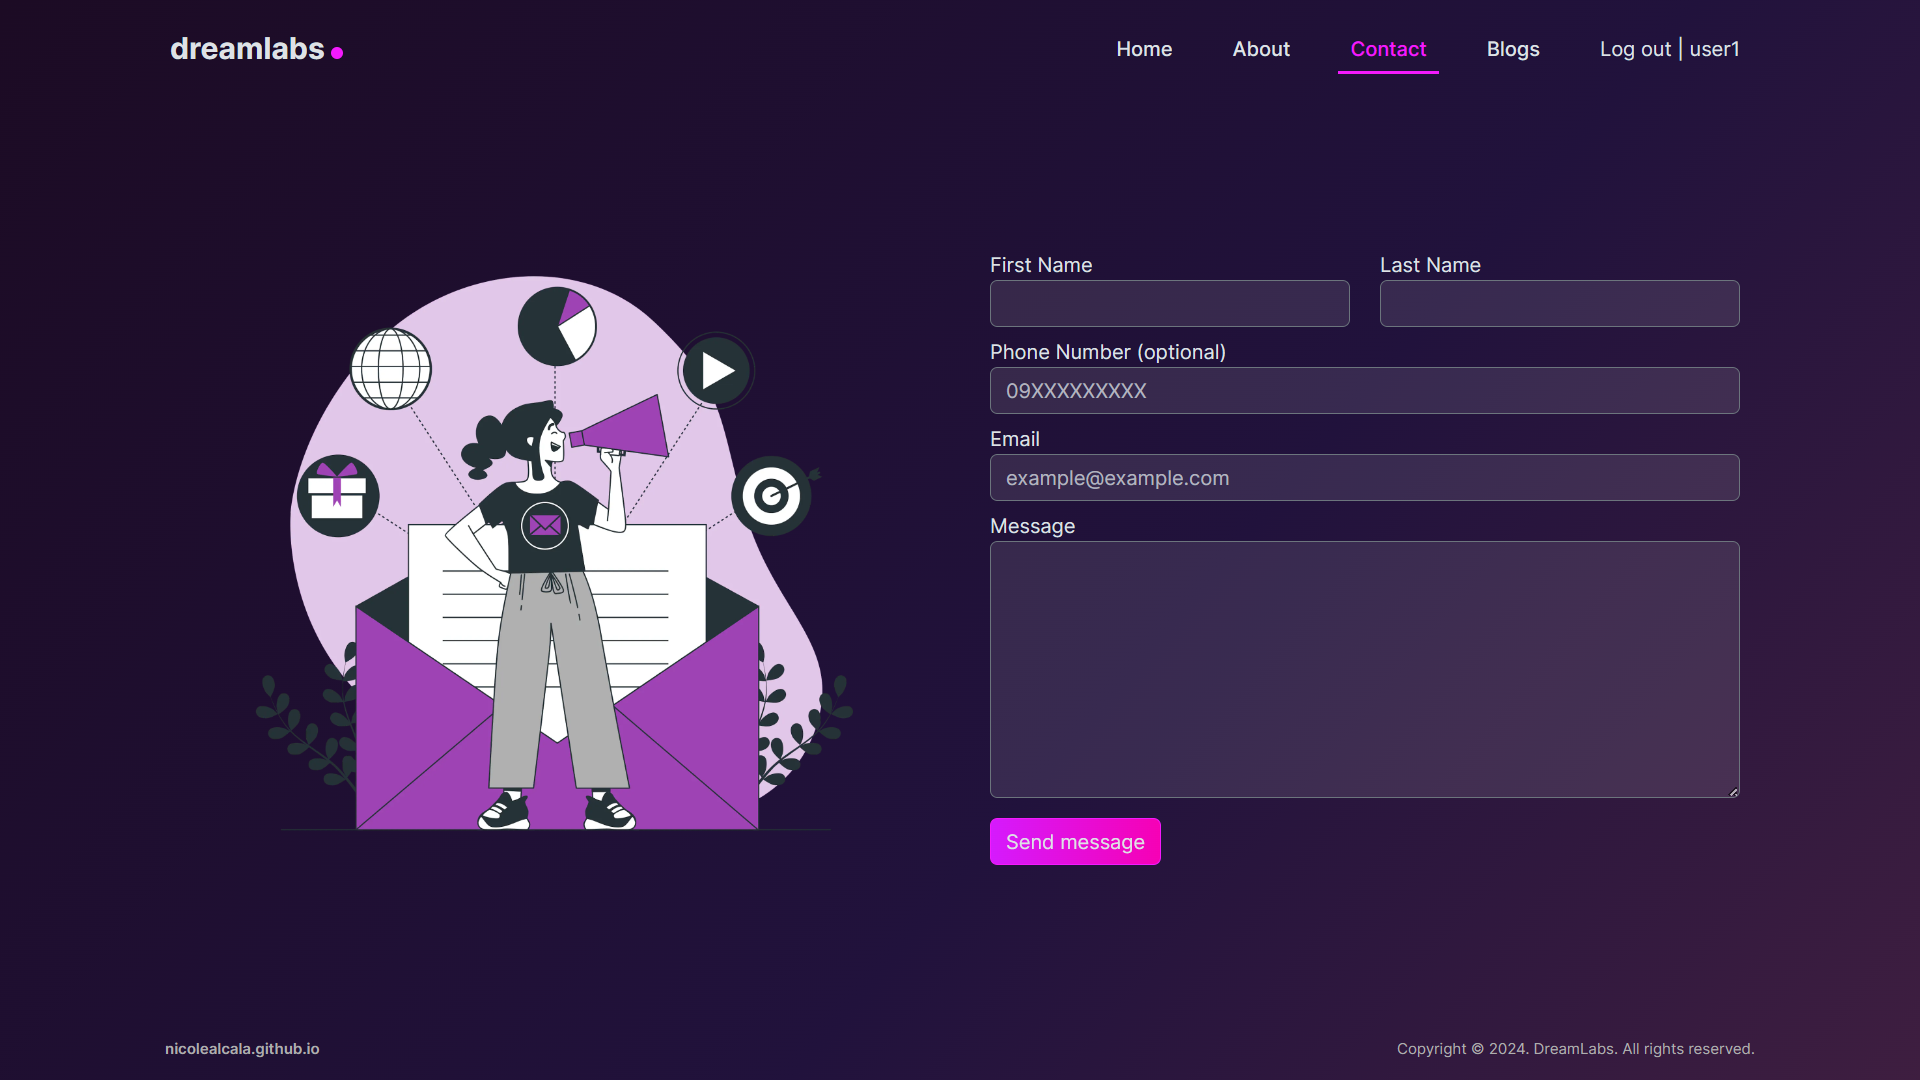 dreamlabs
Home About Contact Blogs Log out | user1
First Name Last Name
Phone Number (optional)
09XXXXXXXXX
Email
example@example.com
Message
Send message
nicolealcala.github.io Copyright © 2024. DreamLabs. All rights reserved.